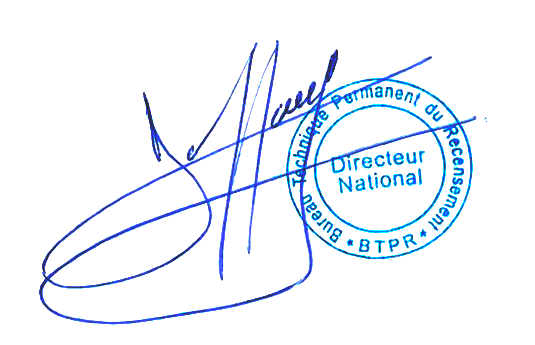 Bureau Technique Permanent du Recensement
Directeur
National
* BTPR *